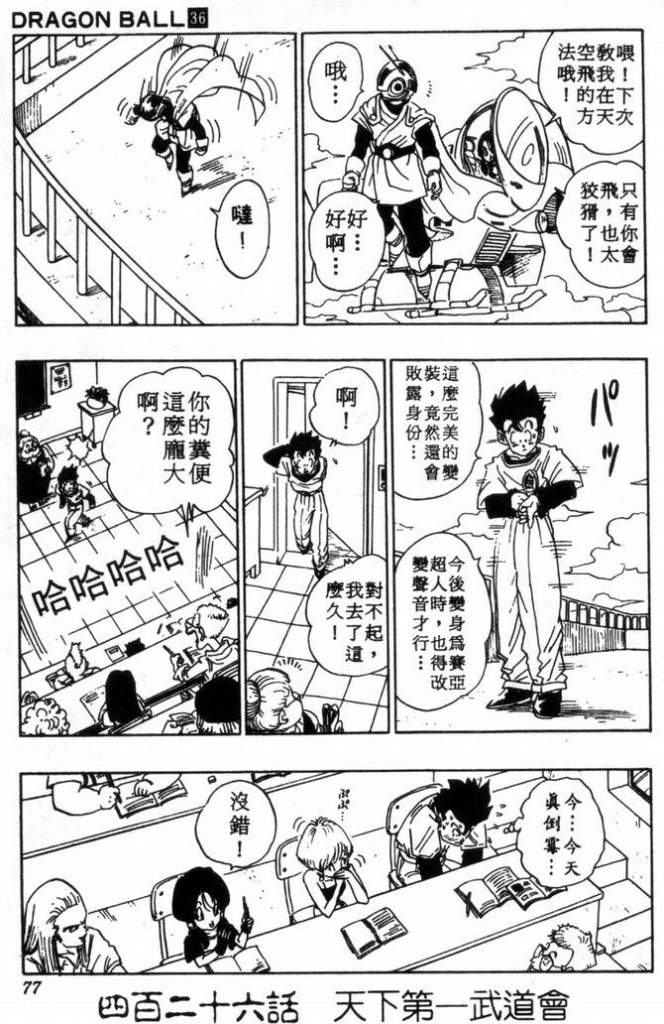 DRAGON BALL 36
喂！下次
教我在天
空飛的方
法哦！
只有你會
飛，也太
狡猾了！
哦…
好…
好啊…
噠！
パッ
這麼完美的變
裝，竟然還會
敗露身份…
今後變身爲賽亞
超人時，也得改
變聲音才行…
啊！
對不起，
我去了這
麼久！
你的糞便
這麼龐大
啊？
哈哈哈哈
今…今天
眞倒霉…
ぷぷ…
沒錯！
77
四百二十六話 天下第一武道會